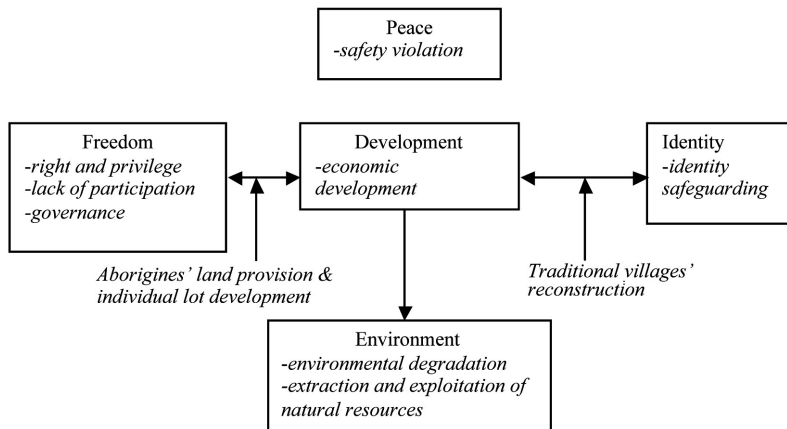 Peace
-safety violation
Freedom
-right and privilege
-lack of participation
-governance
Development
-economic
development
Identity
-identity
safeguarding
Aborigines’ land provision &
individual lot development
Traditional villages’
reconstruction
Environment
-environmental degradation
-extraction and exploitation of
natural resources